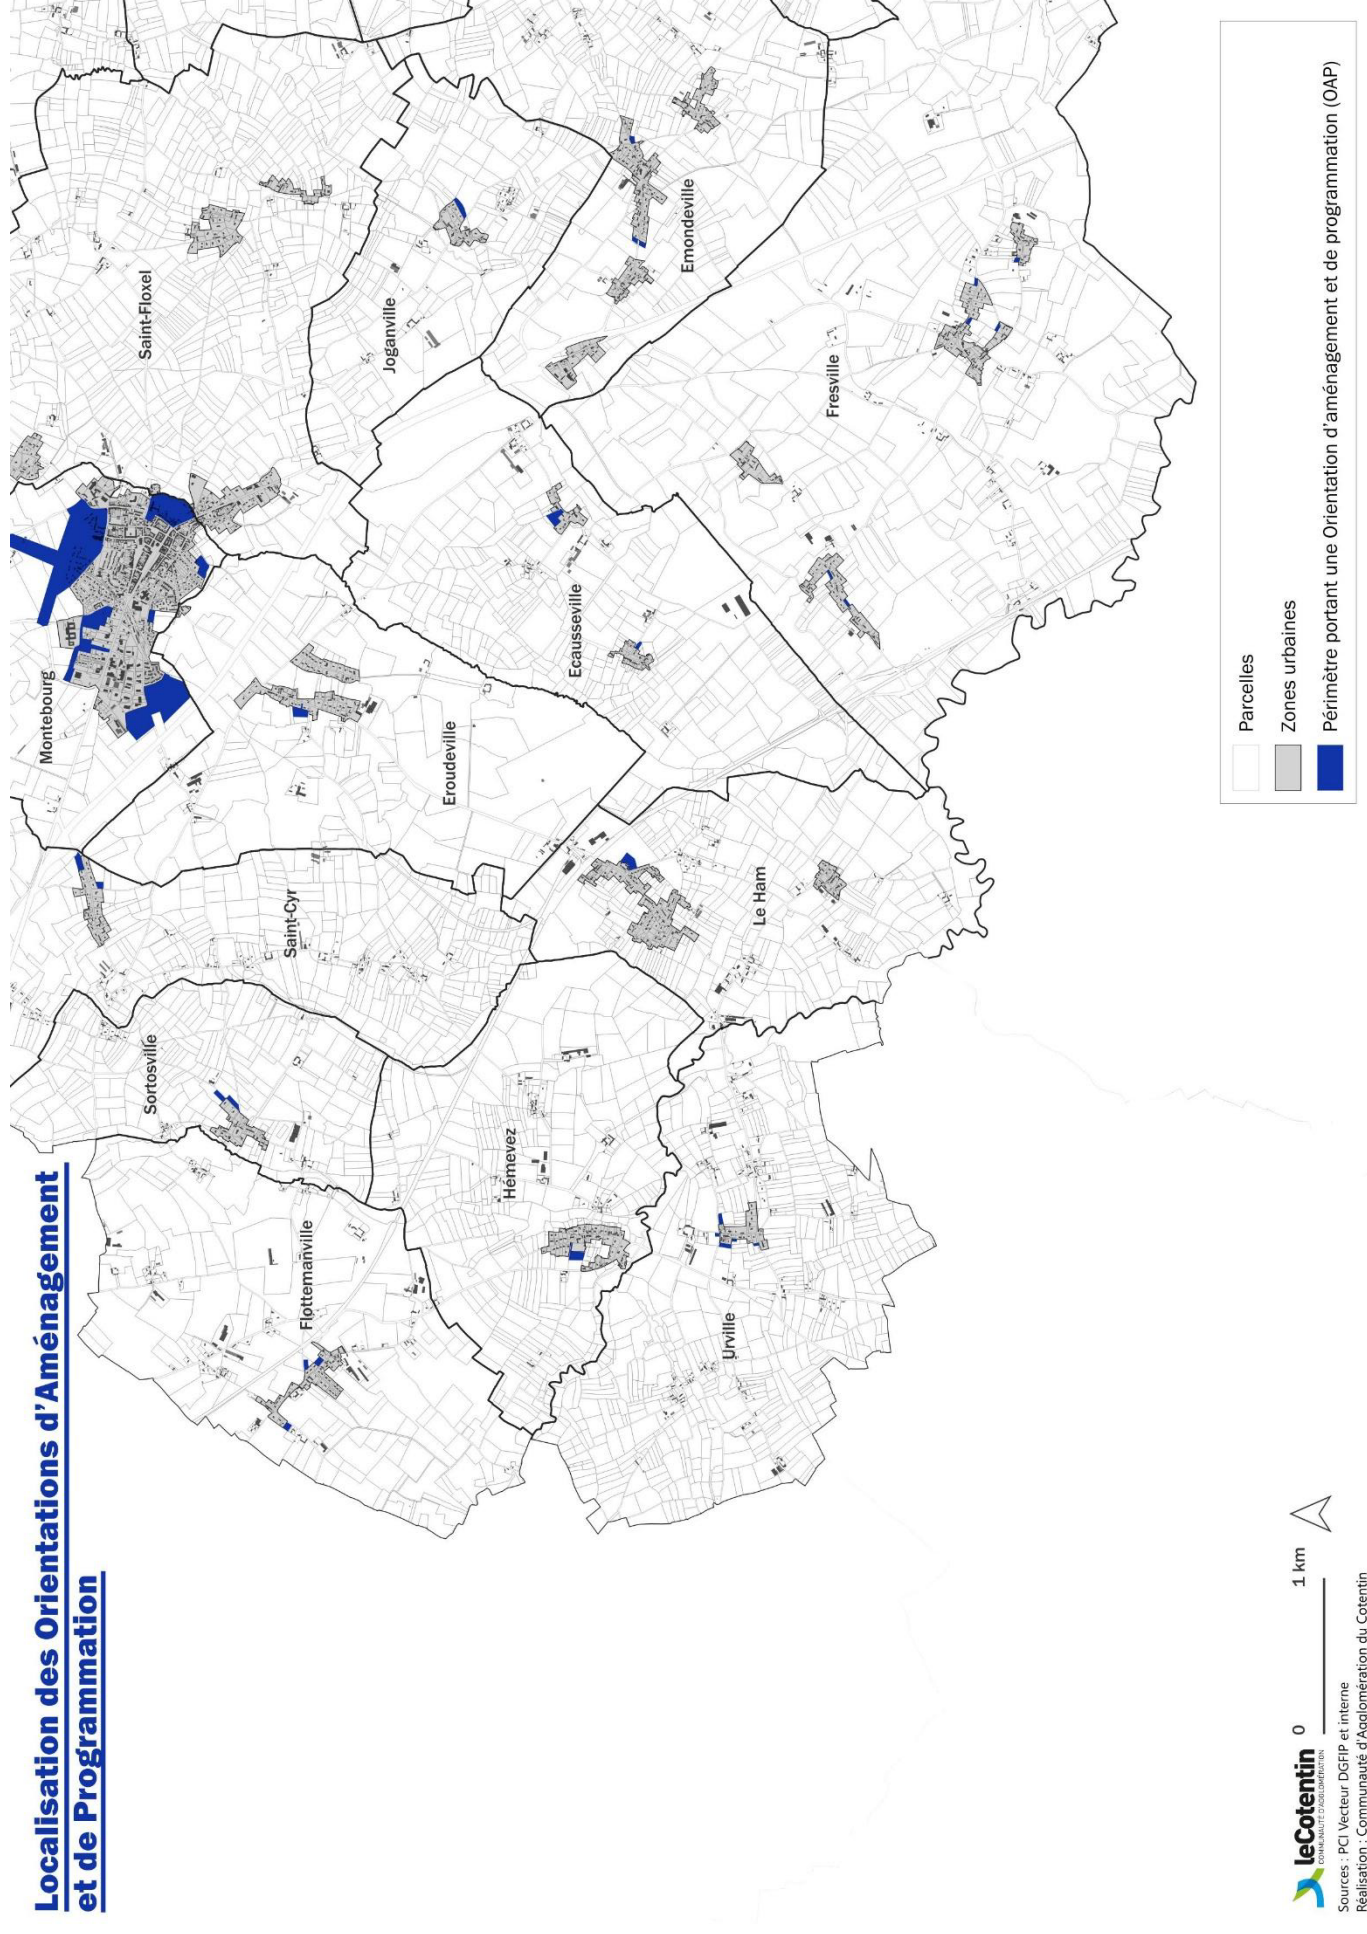 Localisation des Orientations d'Aménagement
et de Programmation
Montebourg
Saint-Floxel
Sortosville
Saint-Cyr
Flottemanville
Eroudeville
Joganville
Hémevez
Ecausseville
Emondeville
Urville
Le Ham
Fresville
Parcelles
Zones urbaines
Périmètre portant une Orientation d'aménagement et de programmation (OAP)
leCotentin
COMMUNAUTÉ D'AGGLOMÉRATION
0 1 km
Sources : PCI Vecteur DGFIP et interne
Réalisation : Communauté d'Agglomération du Cotentin